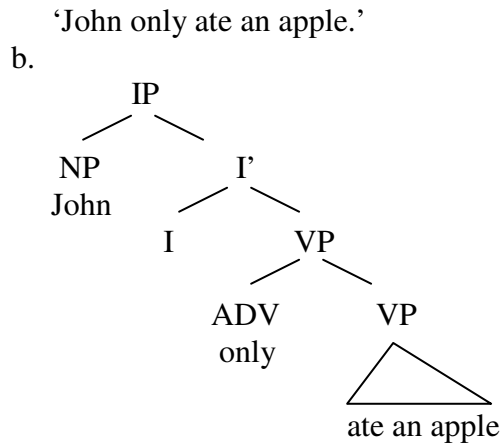 ‘John only ate an apple.’
b.
IP
NP I’
John
I VP
ADV VP
only
ate an apple